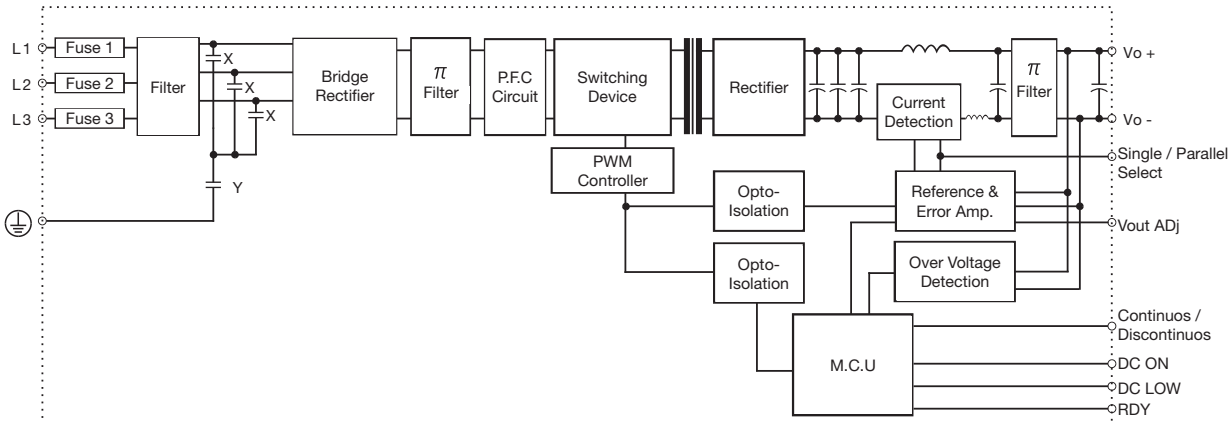 L1
Fuse 1
L2
Fuse 2
L3
Fuse 3
Filter
X
X
X
Y
Bridge
Rectifier
π
Filter
P.F.C
Circuit
Switching
Device
PWM
Controller
Rectifier
Current
Detection
π
Filter
Vo +
Vo -
Single / Parallel
Select
Opto-
Isolation
Reference &
Error Amp.
Vout ADj
Opto-
Isolation
Over Voltage
Detection
M.C.U
Continuos /
Discontinuos
DC ON
DC LOW
RDY